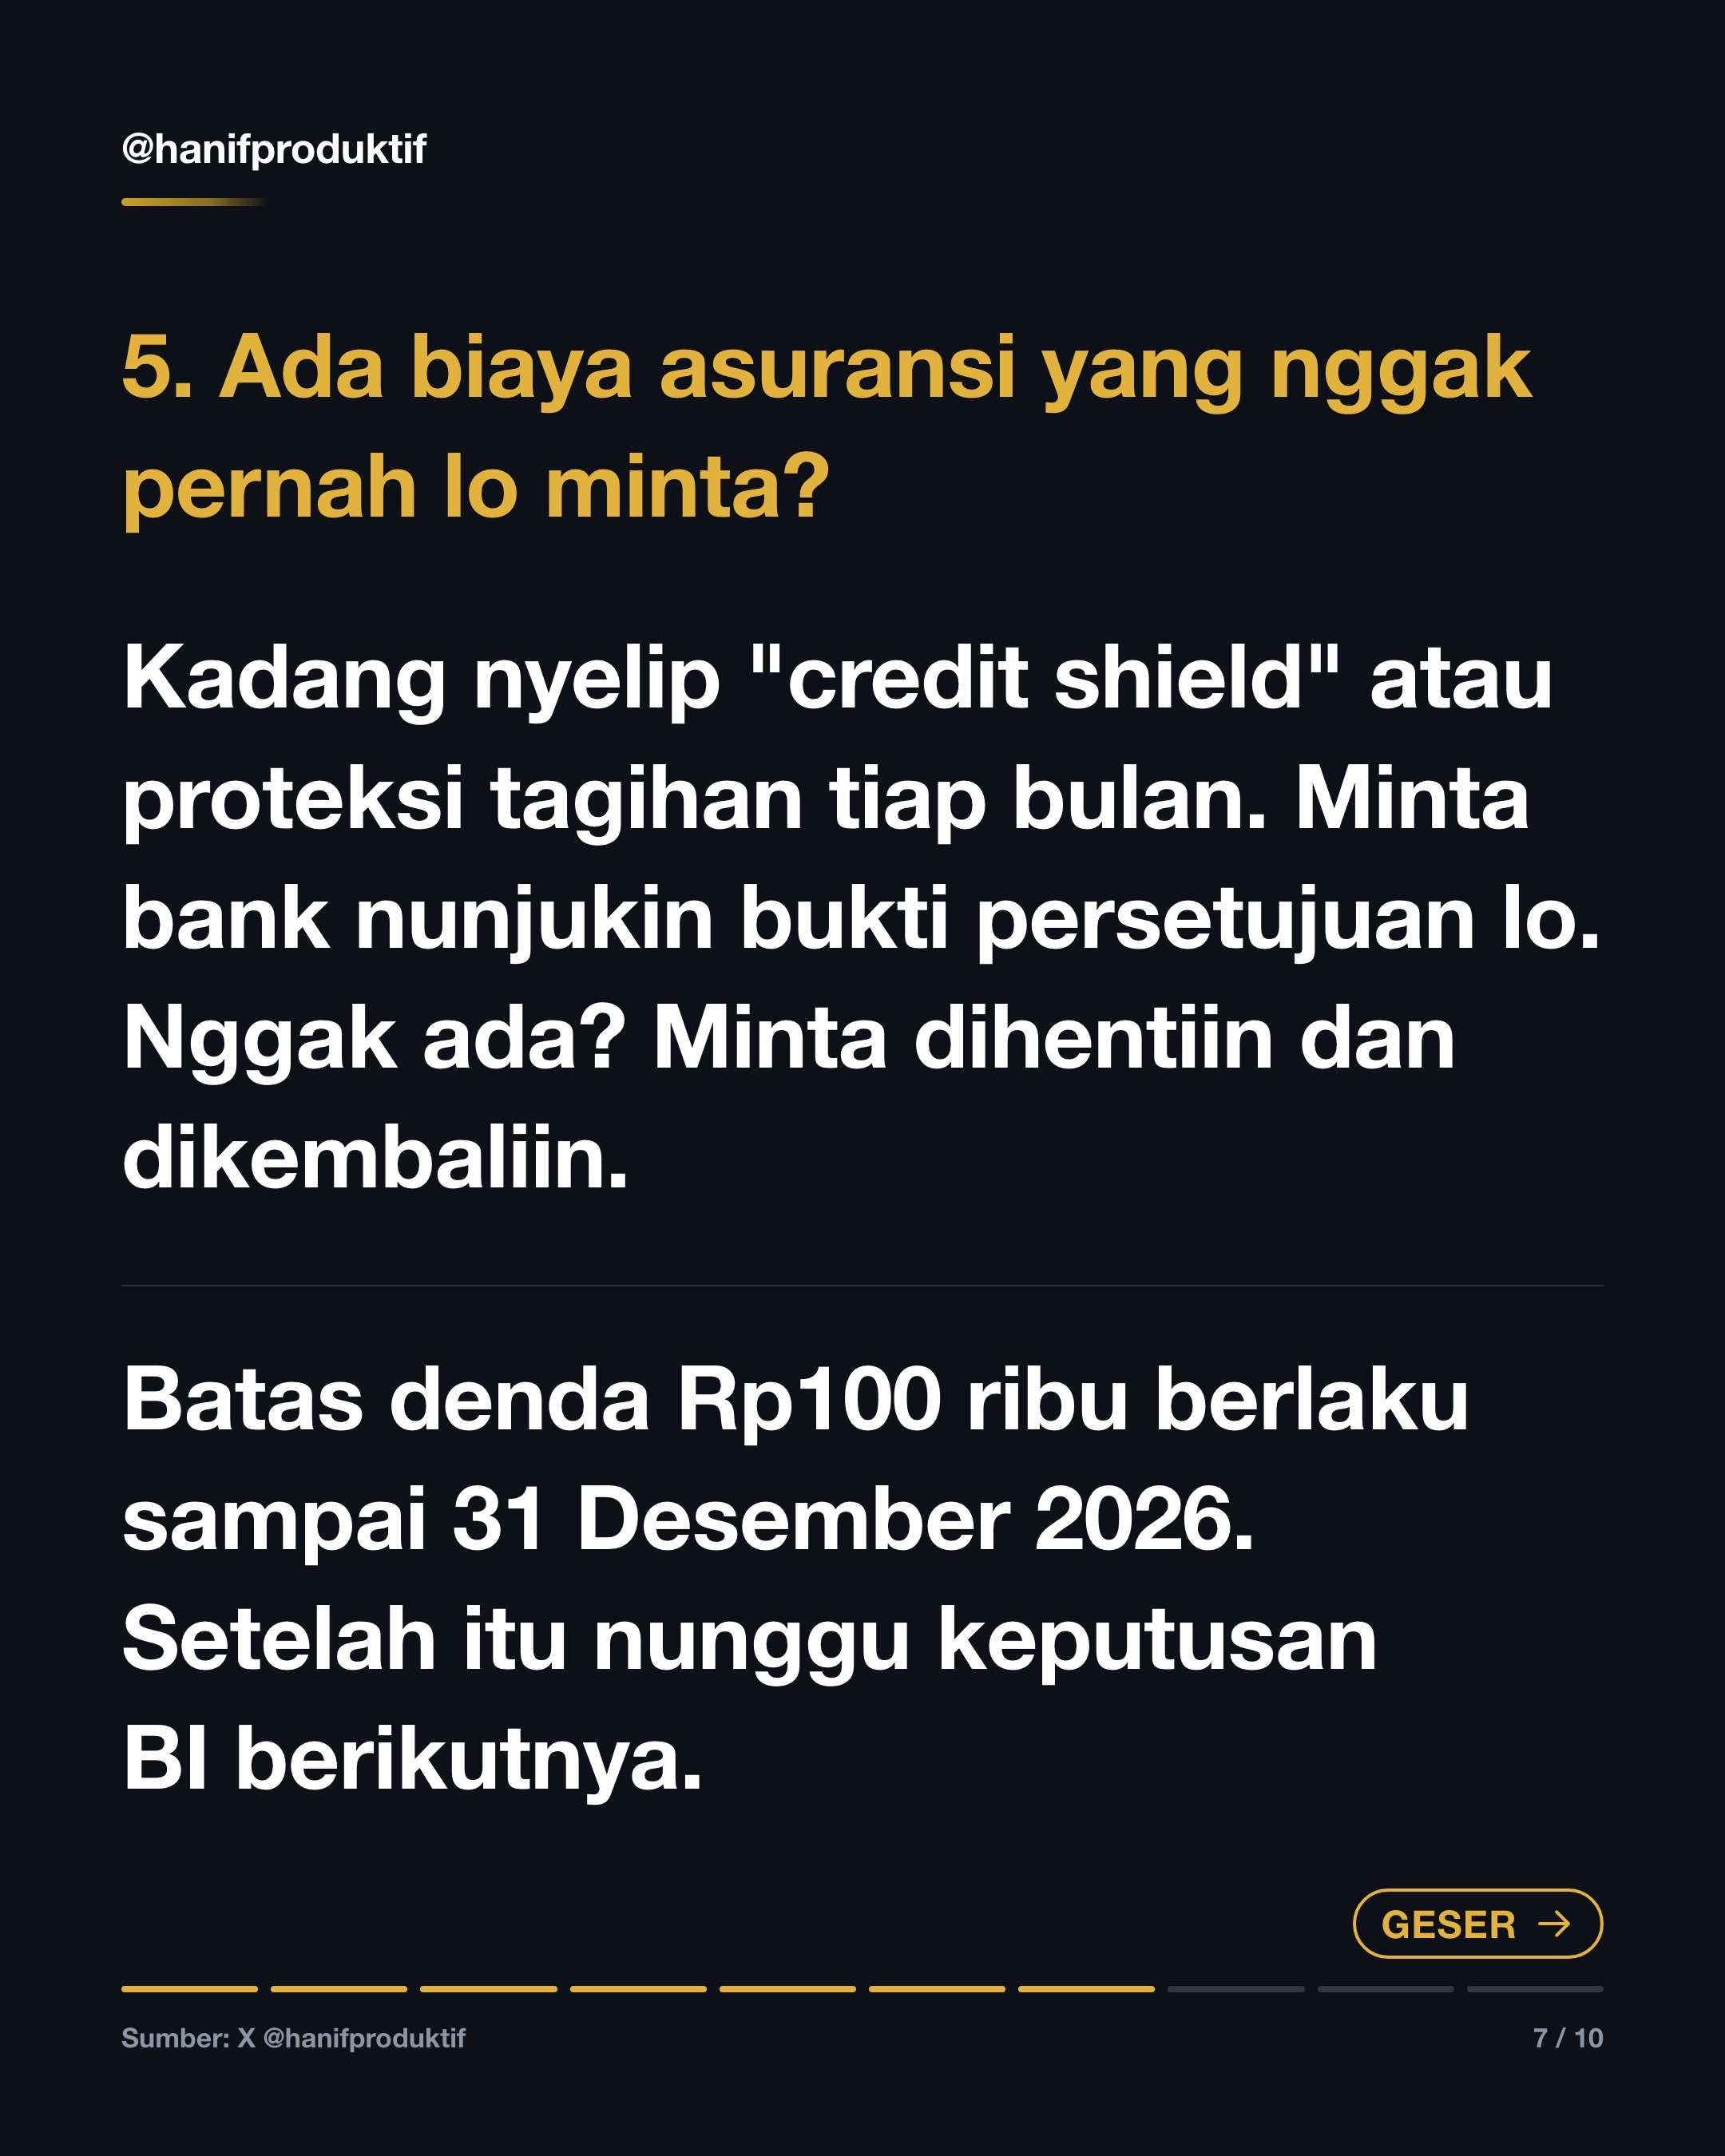 @hanifproduktif
5. Ada biaya asuransi yang nggak
pernah lo minta?
Kadang nyelip "credit shield" atau
proteksi tagihan tiap bulan. Minta
bank nunjukin bukti persetujuan lo.
Nggak ada? Minta dihentiin dan
dikembaliin.
Batas denda Rp100 ribu berlaku
sampai 31 Desember 2026.
Setelah itu nunggu keputusan
BI berikutnya.
GESER →
Sumber: X @hanifproduktif
7 / 10